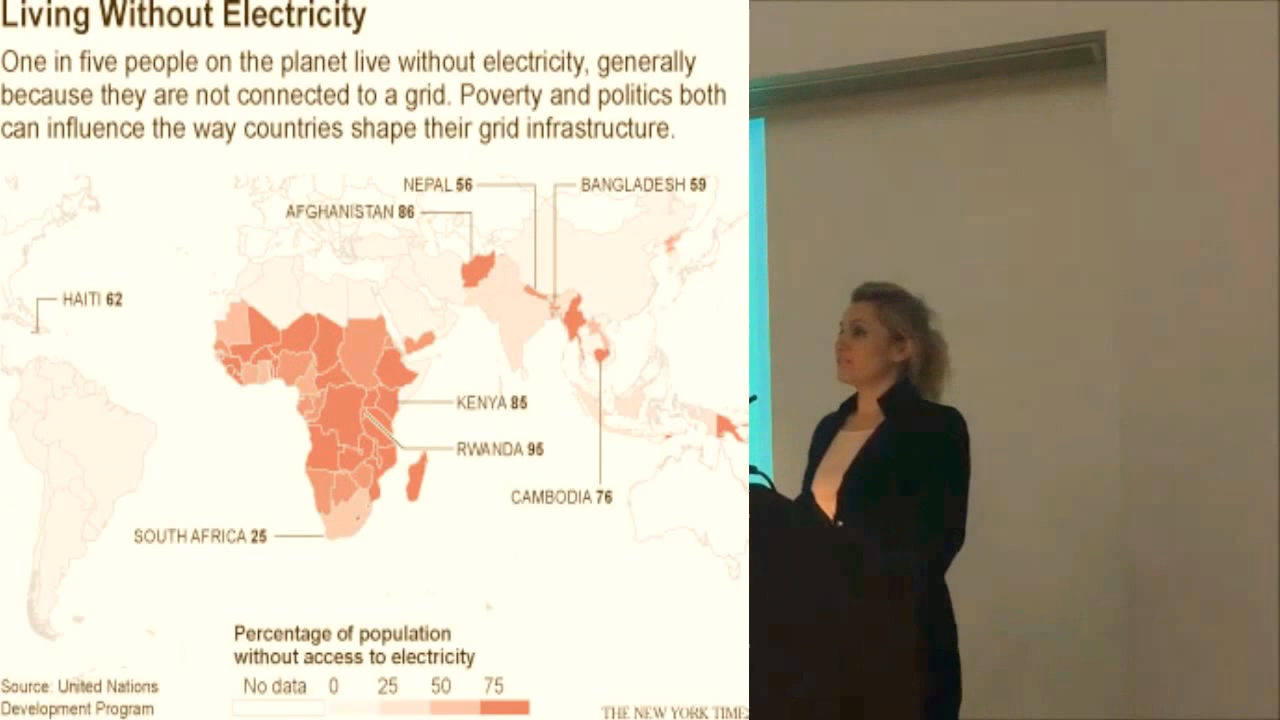 Living Without Electricity
One in five people on the planet live without electricity, generally
because they are not connected to a grid. Poverty and politics both
can influence the way countries shape their grid infrastructure.
NEPAL 56
BANGLADESH 59
AFGHANISTAN 86
HAITI 62
KENYA 85
RWANDA 95
CAMBODIA 76
SOUTH AFRICA 25
Percentage of population
without access to electricity
No data 0 25 50 75
Source: United Nations
Development Program
THE NEW YORK TIME